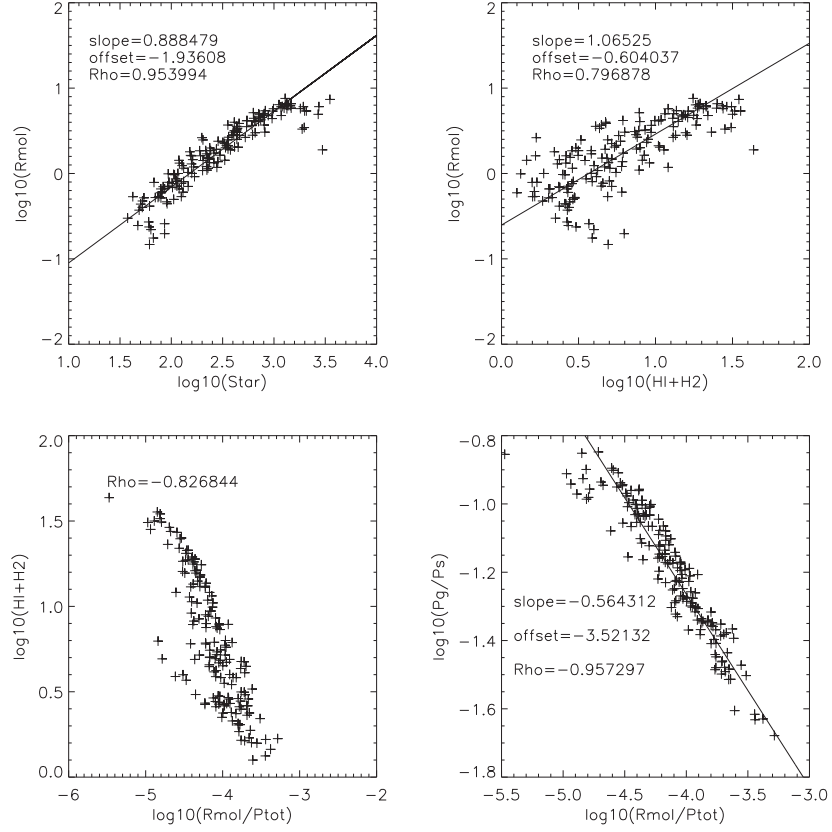 slope=0.888479
offset=−1.93608
Rho=0.953994
2
1
0
−1
−2
log10(Rmol)
1.0 1.5 2.0 2.5 3.0 3.5 4.0
log10(Star)
slope=1.06525
offset=−0.604037
Rho=0.796878
2
1
0
−1
−2
log10(Rmol)
0.0 0.5 1.0 1.5 2.0
log10(HI+H2)
Rho=−0.826844
2.0
1.5
1.0
0.5
0.0
log10(HI+H2)
−6 −5 −4 −3 −2
log10(Rmol/Ptot)
−0.8
−1.0
−1.2
−1.4
−1.6
−1.8
log10(Pg/Ps)
slope=−0.564312
offset=−3.52132
Rho=−0.957297
−5.5 −5.0 −4.5 −4.0 −3.5 −3.0
log10(Rmol/Ptot)